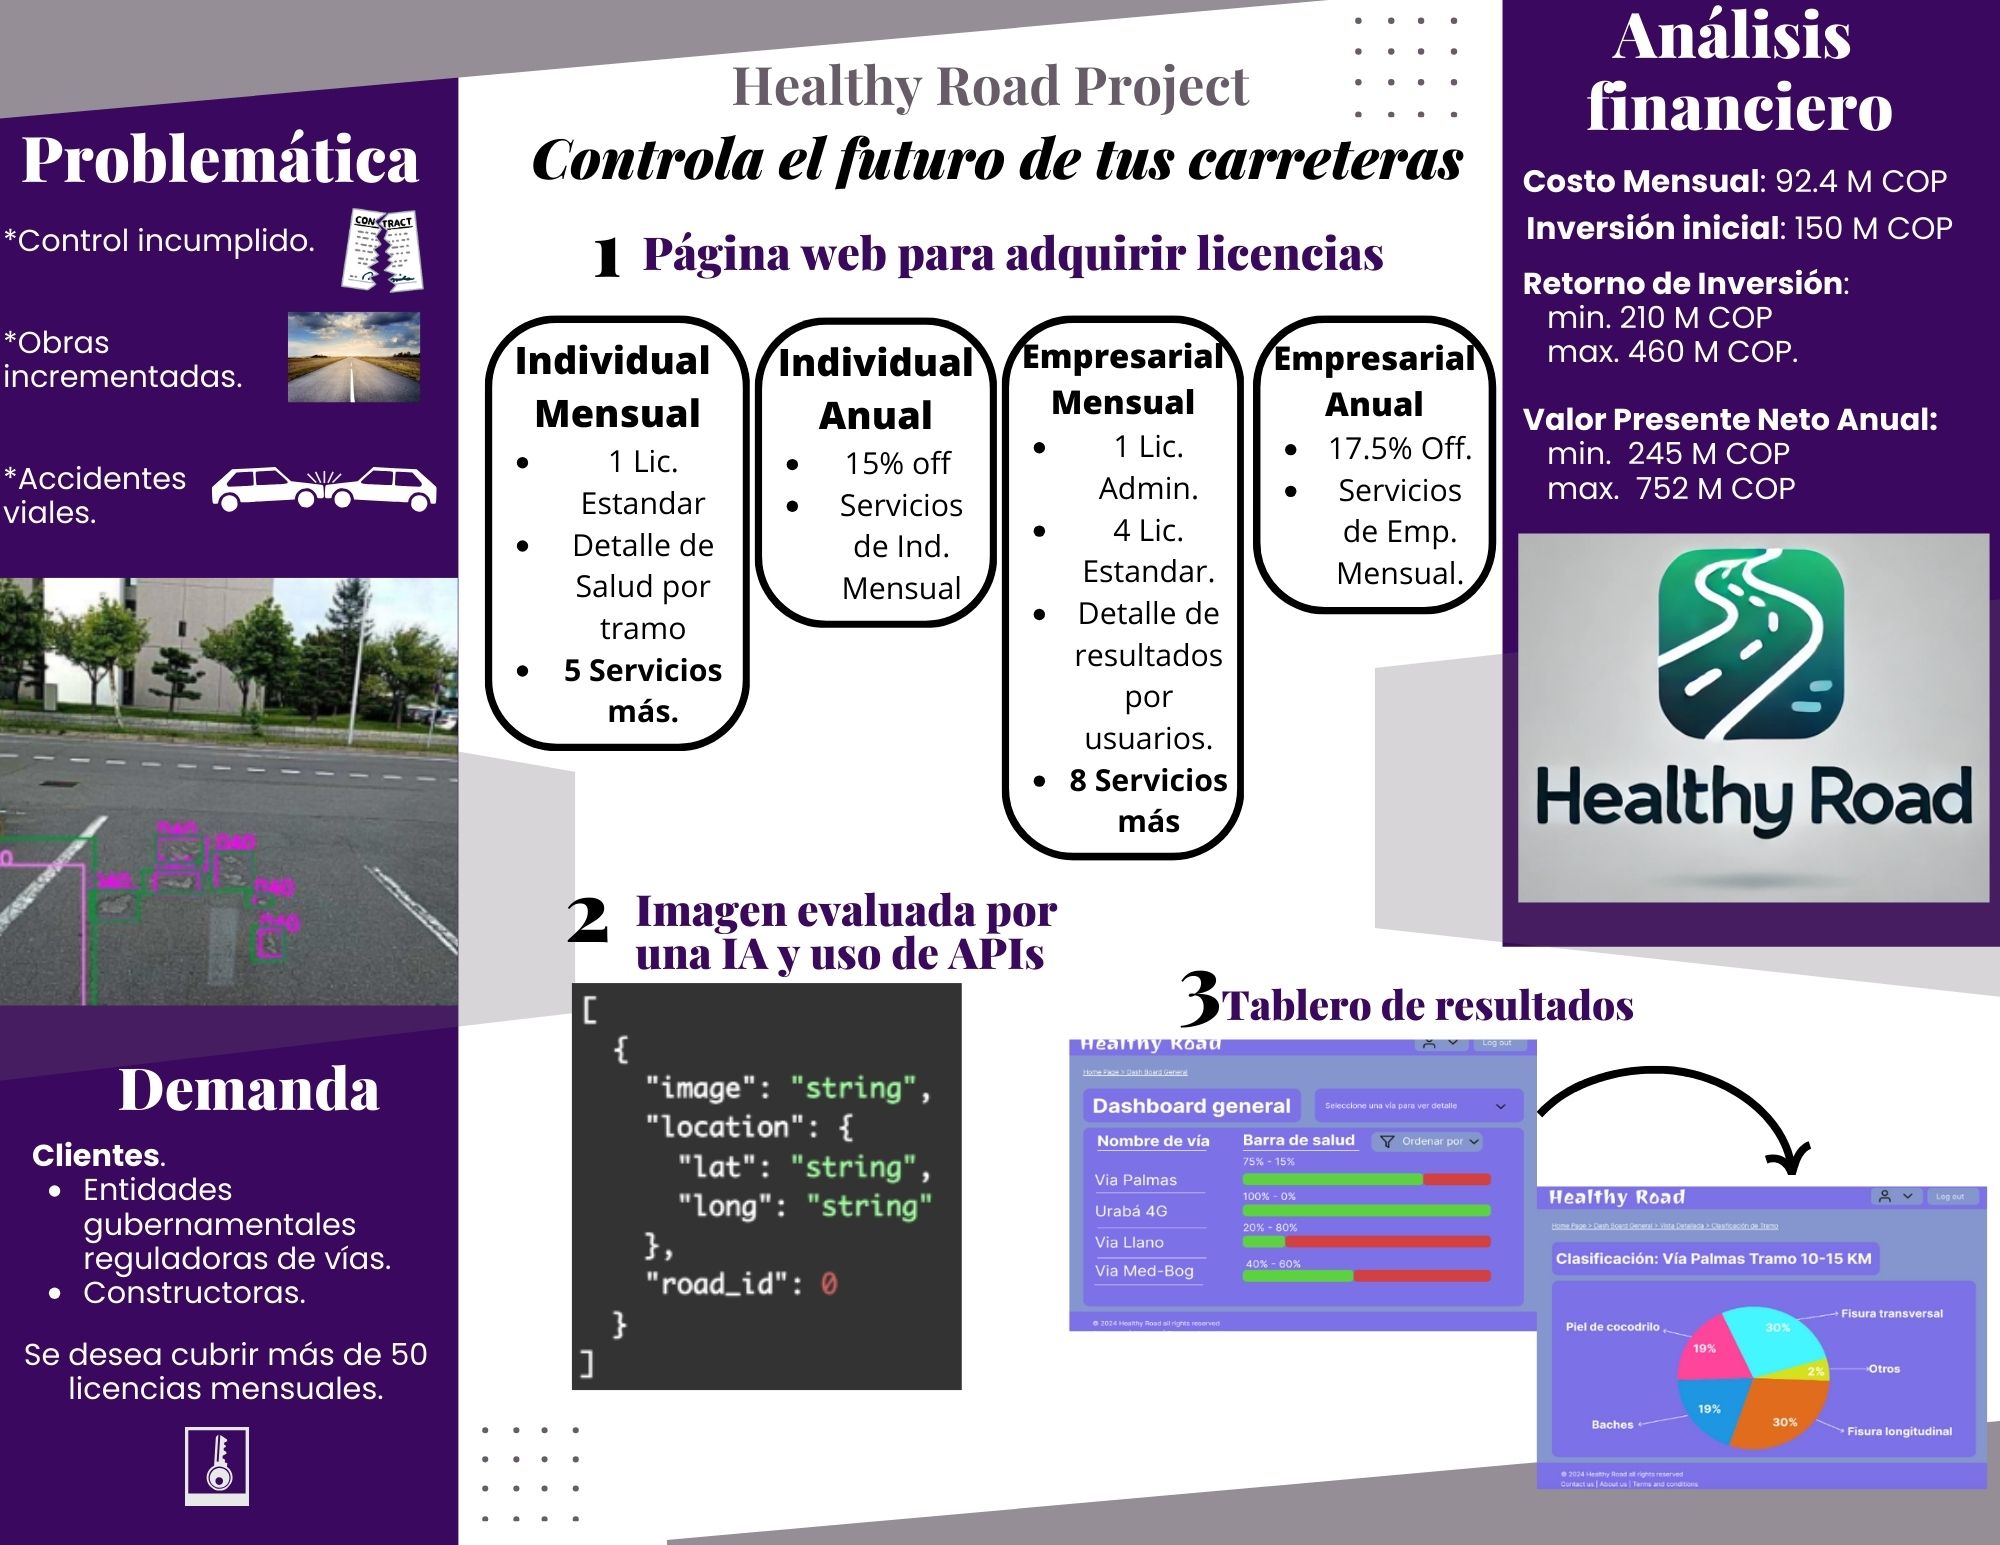 Healthy Road Project
Controla el futuro de tus carreteras
Problemática
*Control incumplido.
CONTRACT
*Obras
incrementadas.
*Accidentes
viales.
Demanda
Clientes.
Entidades
gubernamentales
reguladoras de vías.
Constructoras.
Se desea cubrir más de 50
licencias mensuales.
1 Página web para adquirir licencias
Individual
Mensual
1 Lic.
Estandar
Detalle de
Salud por
tramo
5 Servicios
más.
Individual
Anual
15% off
Servicios
de Ind.
Mensual
Empresarial
Mensual
1 Lic.
Admin.
4 Lic.
Estandar.
Detalle de
resultados
por
usuarios.
8 Servicios
más
Empresarial
Anual
17.5% Off.
Servicios
de Emp.
Mensual.
2 Imagen evaluada por
una IA y uso de APIs
[
{
"image": "string",
"location": {
"lat": "string",
"long": "string"
},
"road_id": 0
}
]
3 Tablero de resultados
Healthy Road
Log out
Home Page > Dash Board General
Dashboard general
Seleccione una vía para ver detalle
Nombre de vía
Barra de salud
Ordenar por
75% - 15%
Via Palmas
100% - 0%
Urabá 4G
20% - 80%
Via Llano
40% - 60%
Via Med-Bog
© 2024 Healthy Road all rights reserved
Healthy Road
Log out
Home Page > Dash Board General > Vista Detallada > Clasificación de Tramo
Clasificación: Vía Palmas Tramo 10-15 KM
Fisura transversal
Piel de cocodrilo
30%
19%
Otros
2%
19%
30%
Baches
Fisura longitudinal
© 2024 Healthy Road all rights reserved
Contact us | About us | Terms and conditions
Análisis
financiero
Costo Mensual: 92.4 M COP
Inversión inicial: 150 M COP
Retorno de Inversión:
min. 210 M COP
max. 460 M COP.
Valor Presente Neto Anual:
min. 245 M COP
max. 752 M COP
Healthy Road